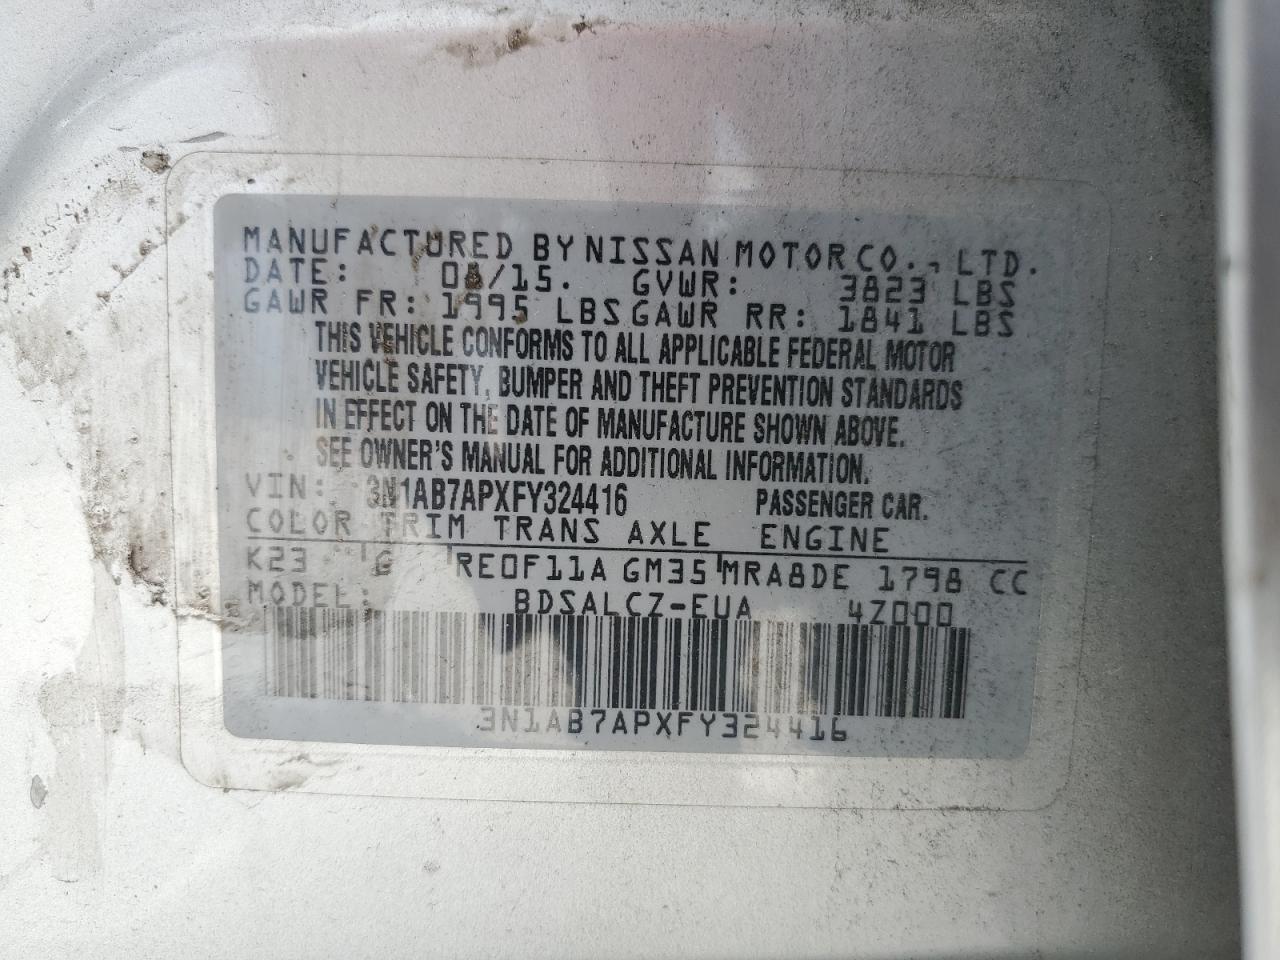 MANUFACTURED BY NISSAN MOTOR CO., LTD.
DATE: 08/15. GVWR: 3823 LBS
GAWR FR: 1995 LBS GAWR RR: 1841 LBS
THIS VEHICLE CONFORMS TO ALL APPLICABLE FEDERAL MOTOR
VEHICLE SAFETY, BUMPER AND THEFT PREVENTION STANDARDS
IN EFFECT ON THE DATE OF MANUFACTURE SHOWN ABOVE.
SEE OWNER'S MANUAL FOR ADDITIONAL INFORMATION.
VIN: 3N1AB7APXFY324416 PASSENGER CAR.
COLOR TRIM TRANS AXLE ENGINE
K23 G RE0F11A GM35 MRA8DE 1798 CC
MODEL: BDSALCZ-EUA 4Z000
3N1AB7APXFY324416